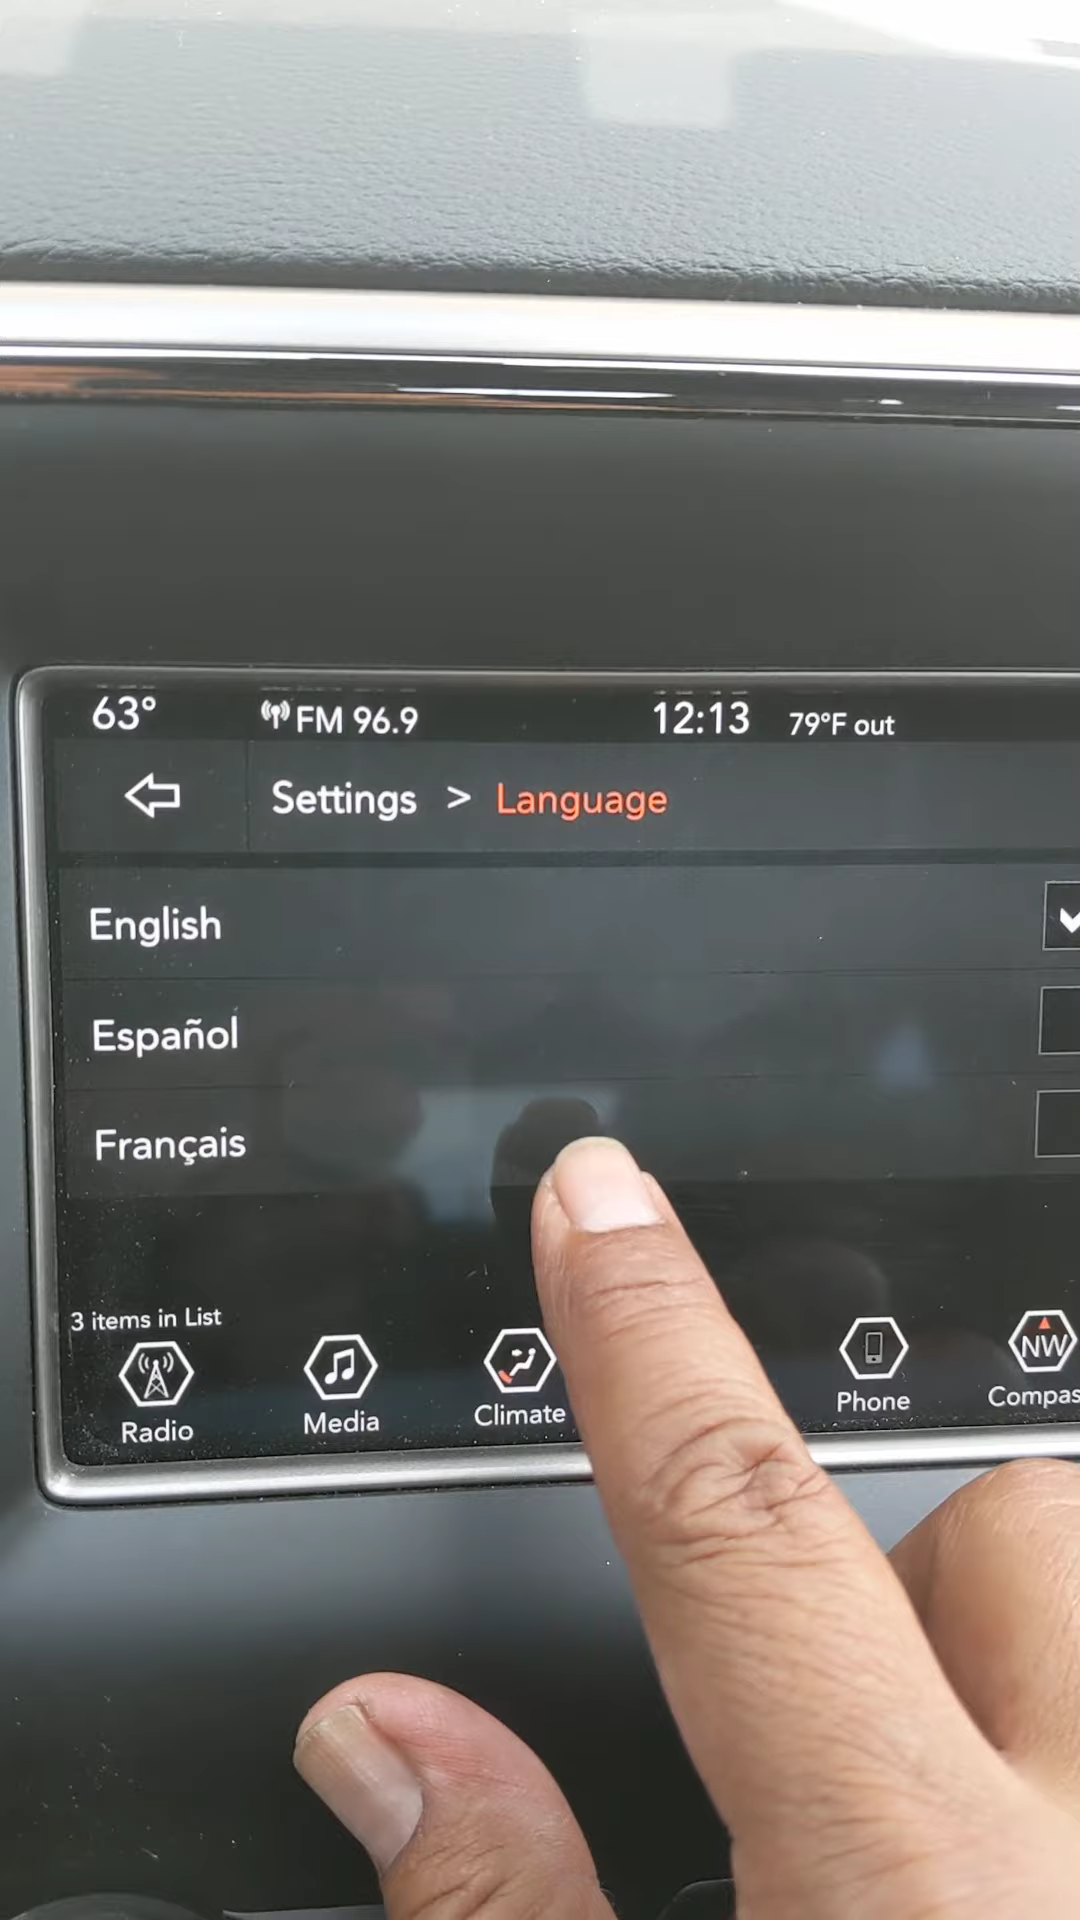 63° FM 96.9 12:13 79°F out
Settings > Language
English
Español
Français
3 items in List
Radio Media Climate Phone
NW